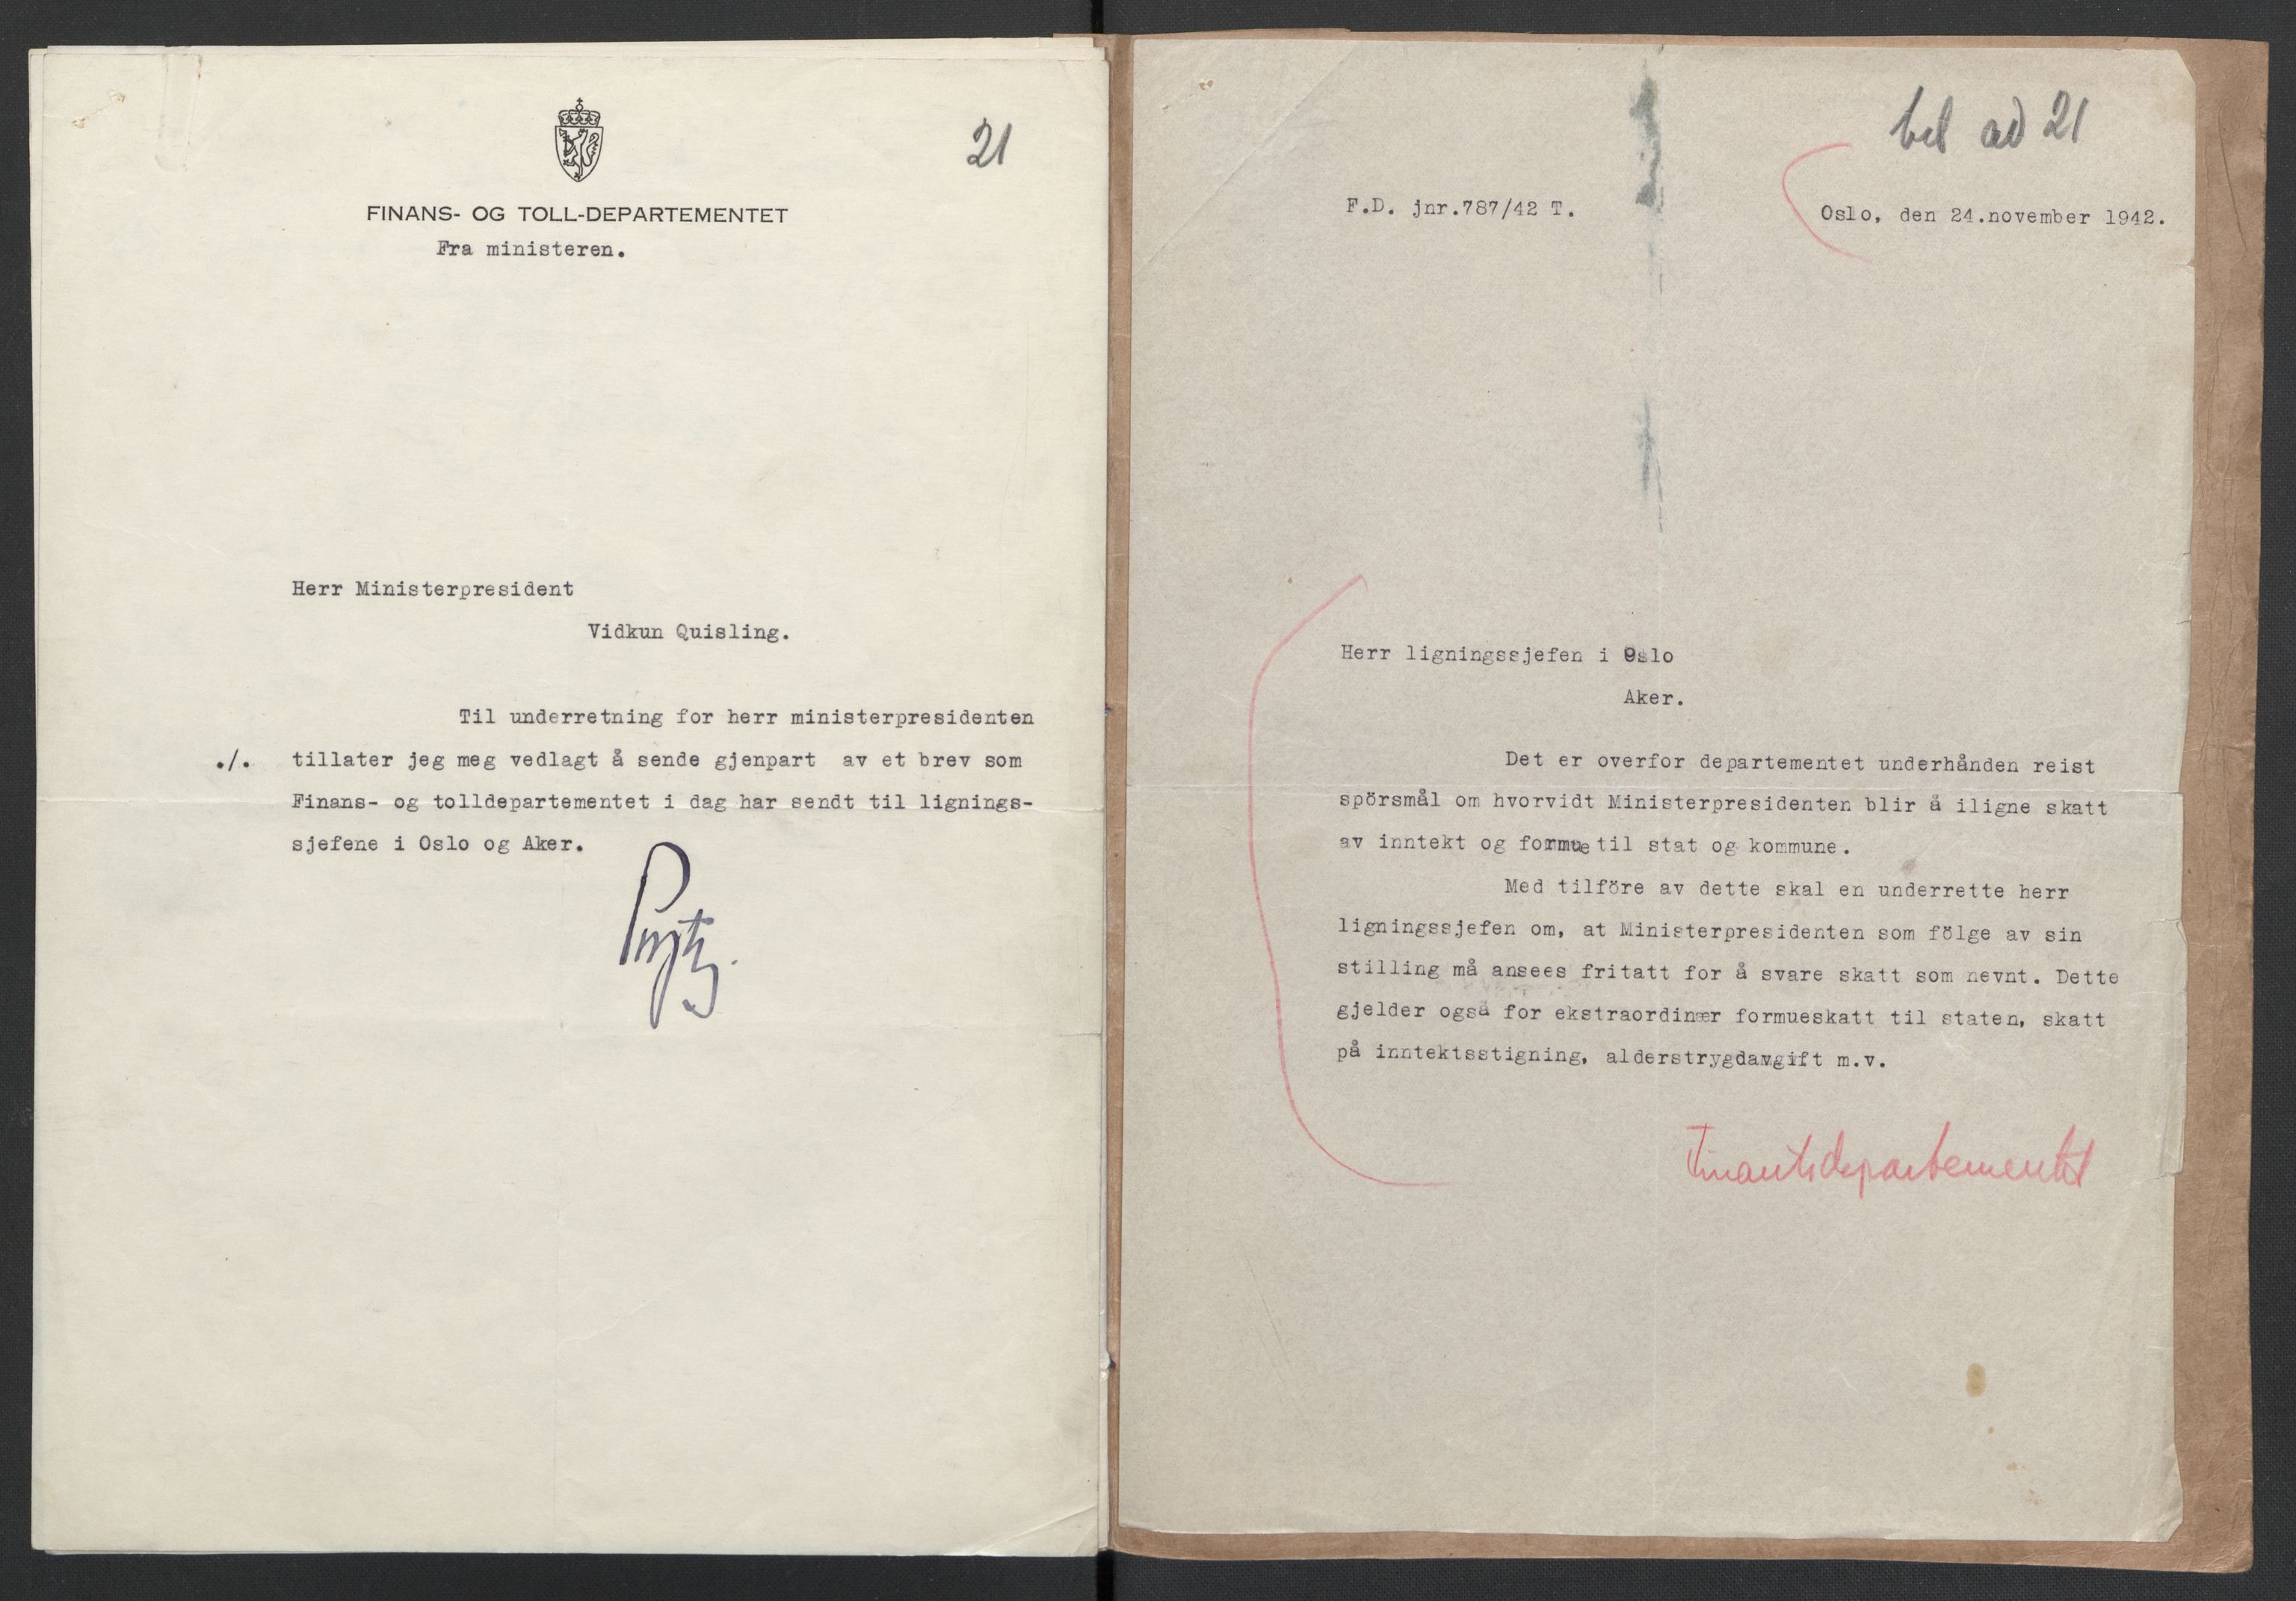 21
FINANS- OG TOLL-DEPARTEMENTET
Fra ministeren.
Herr Ministerpresident
Vidkun Quisling.
Til underretning for herr ministerpresidenten
./. tillater jeg meg vedlagt å sende gjenpart av et brev som
Finans- og tolldepartementet i dag har sendt til lignings-
sjefene i Oslo og Aker.
bil ad 21
F.D. jnr.787/42 T.
Oslo, den 24.november 1942.
Herr ligningssjefen i Oslo
Aker.
Det er overfor departementet underhånden reist
spörsmål om hvorvidt Ministerpresidenten blir å iligne skatt
av inntekt og formue til stat og kommune.
Med tilföre av dette skal en underrette herr
ligningssjefen om, at Ministerpresidenten som fölge av sin
stilling må ansees fritatt for å svare skatt som nevnt. Dette
gjelder også for ekstraordinær formueskatt til staten, skatt
på inntektsstigning, alderstrygdavgift m.v.
Finantsdepartementet